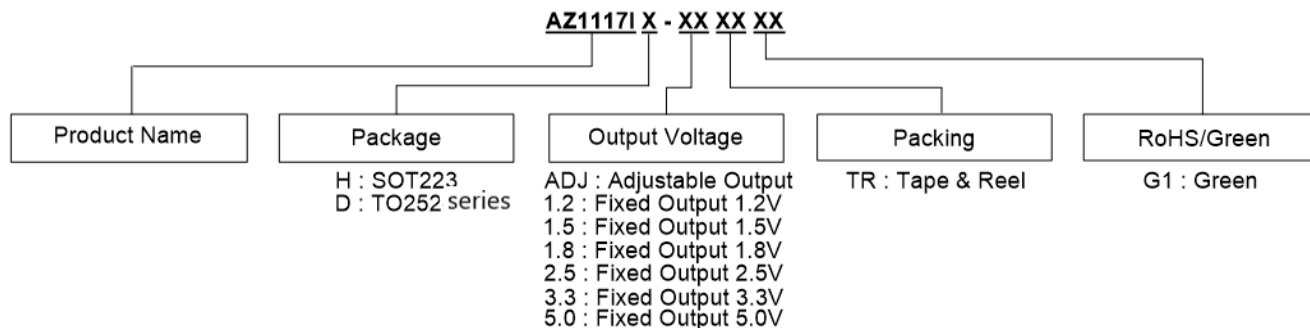 AZ1117I X - XX XX XX
Product Name
Package
Output Voltage
Packing
RoHS/Green
H : SOT223
D : TO252 series
ADJ : Adjustable Output
1.2 : Fixed Output 1.2V
1.5 : Fixed Output 1.5V
1.8 : Fixed Output 1.8V
2.5 : Fixed Output 2.5V
3.3 : Fixed Output 3.3V
5.0 : Fixed Output 5.0V
TR : Tape & Reel
G1 : Green